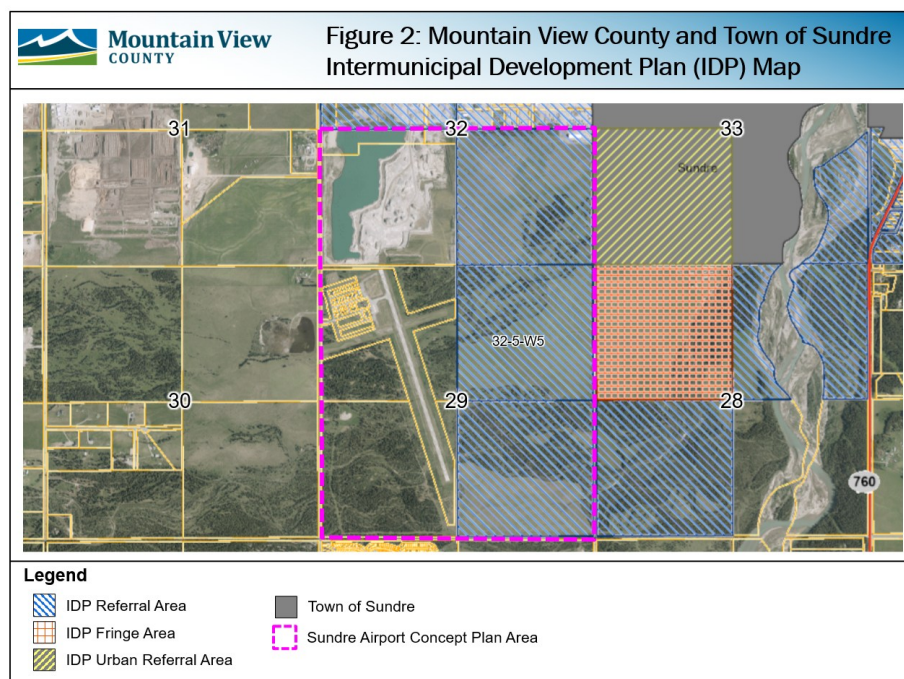 Mountain View
COUNTY
Figure 2: Mountain View County and Town of Sundre
Intermunicipal Development Plan (IDP) Map
31
32
33
Sundre
32-5-W5
30
29
28
760
Legend
IDP Referral Area
IDP Fringe Area
IDP Urban Referral Area
Town of Sundre
Sundre Airport Concept Plan Area